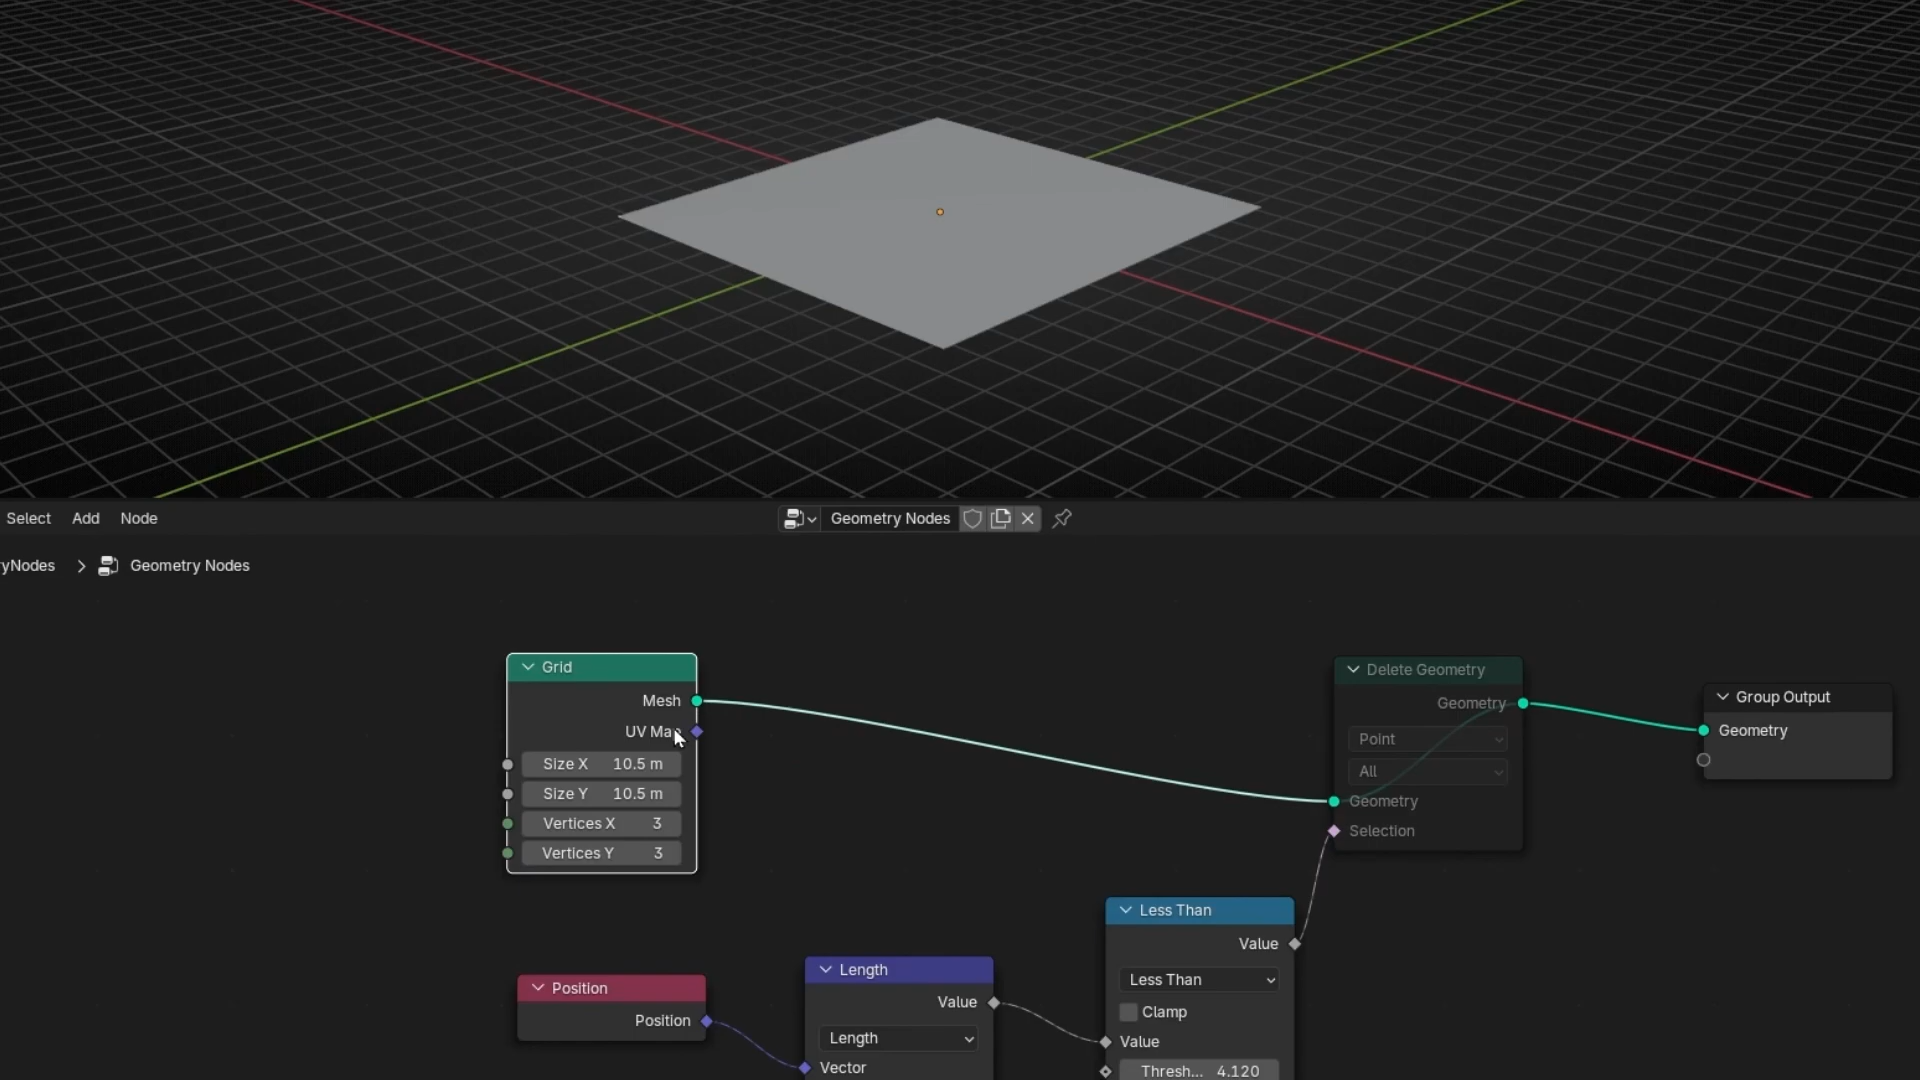 Select Add Node Geometry Nodes
yNodes > Geometry Nodes
Grid
Mesh
UV Map
Size X 10.5 m
Size Y 10.5 m
Vertices X 3
Vertices Y 3
Delete Geometry
Geometry
Point
All
Geometry
Selection
Group Output
Geometry
Position
Position
Length
Value
Length
Vector
Less Than
Value
Less Than
Clamp
Value
Thresh... 4.120